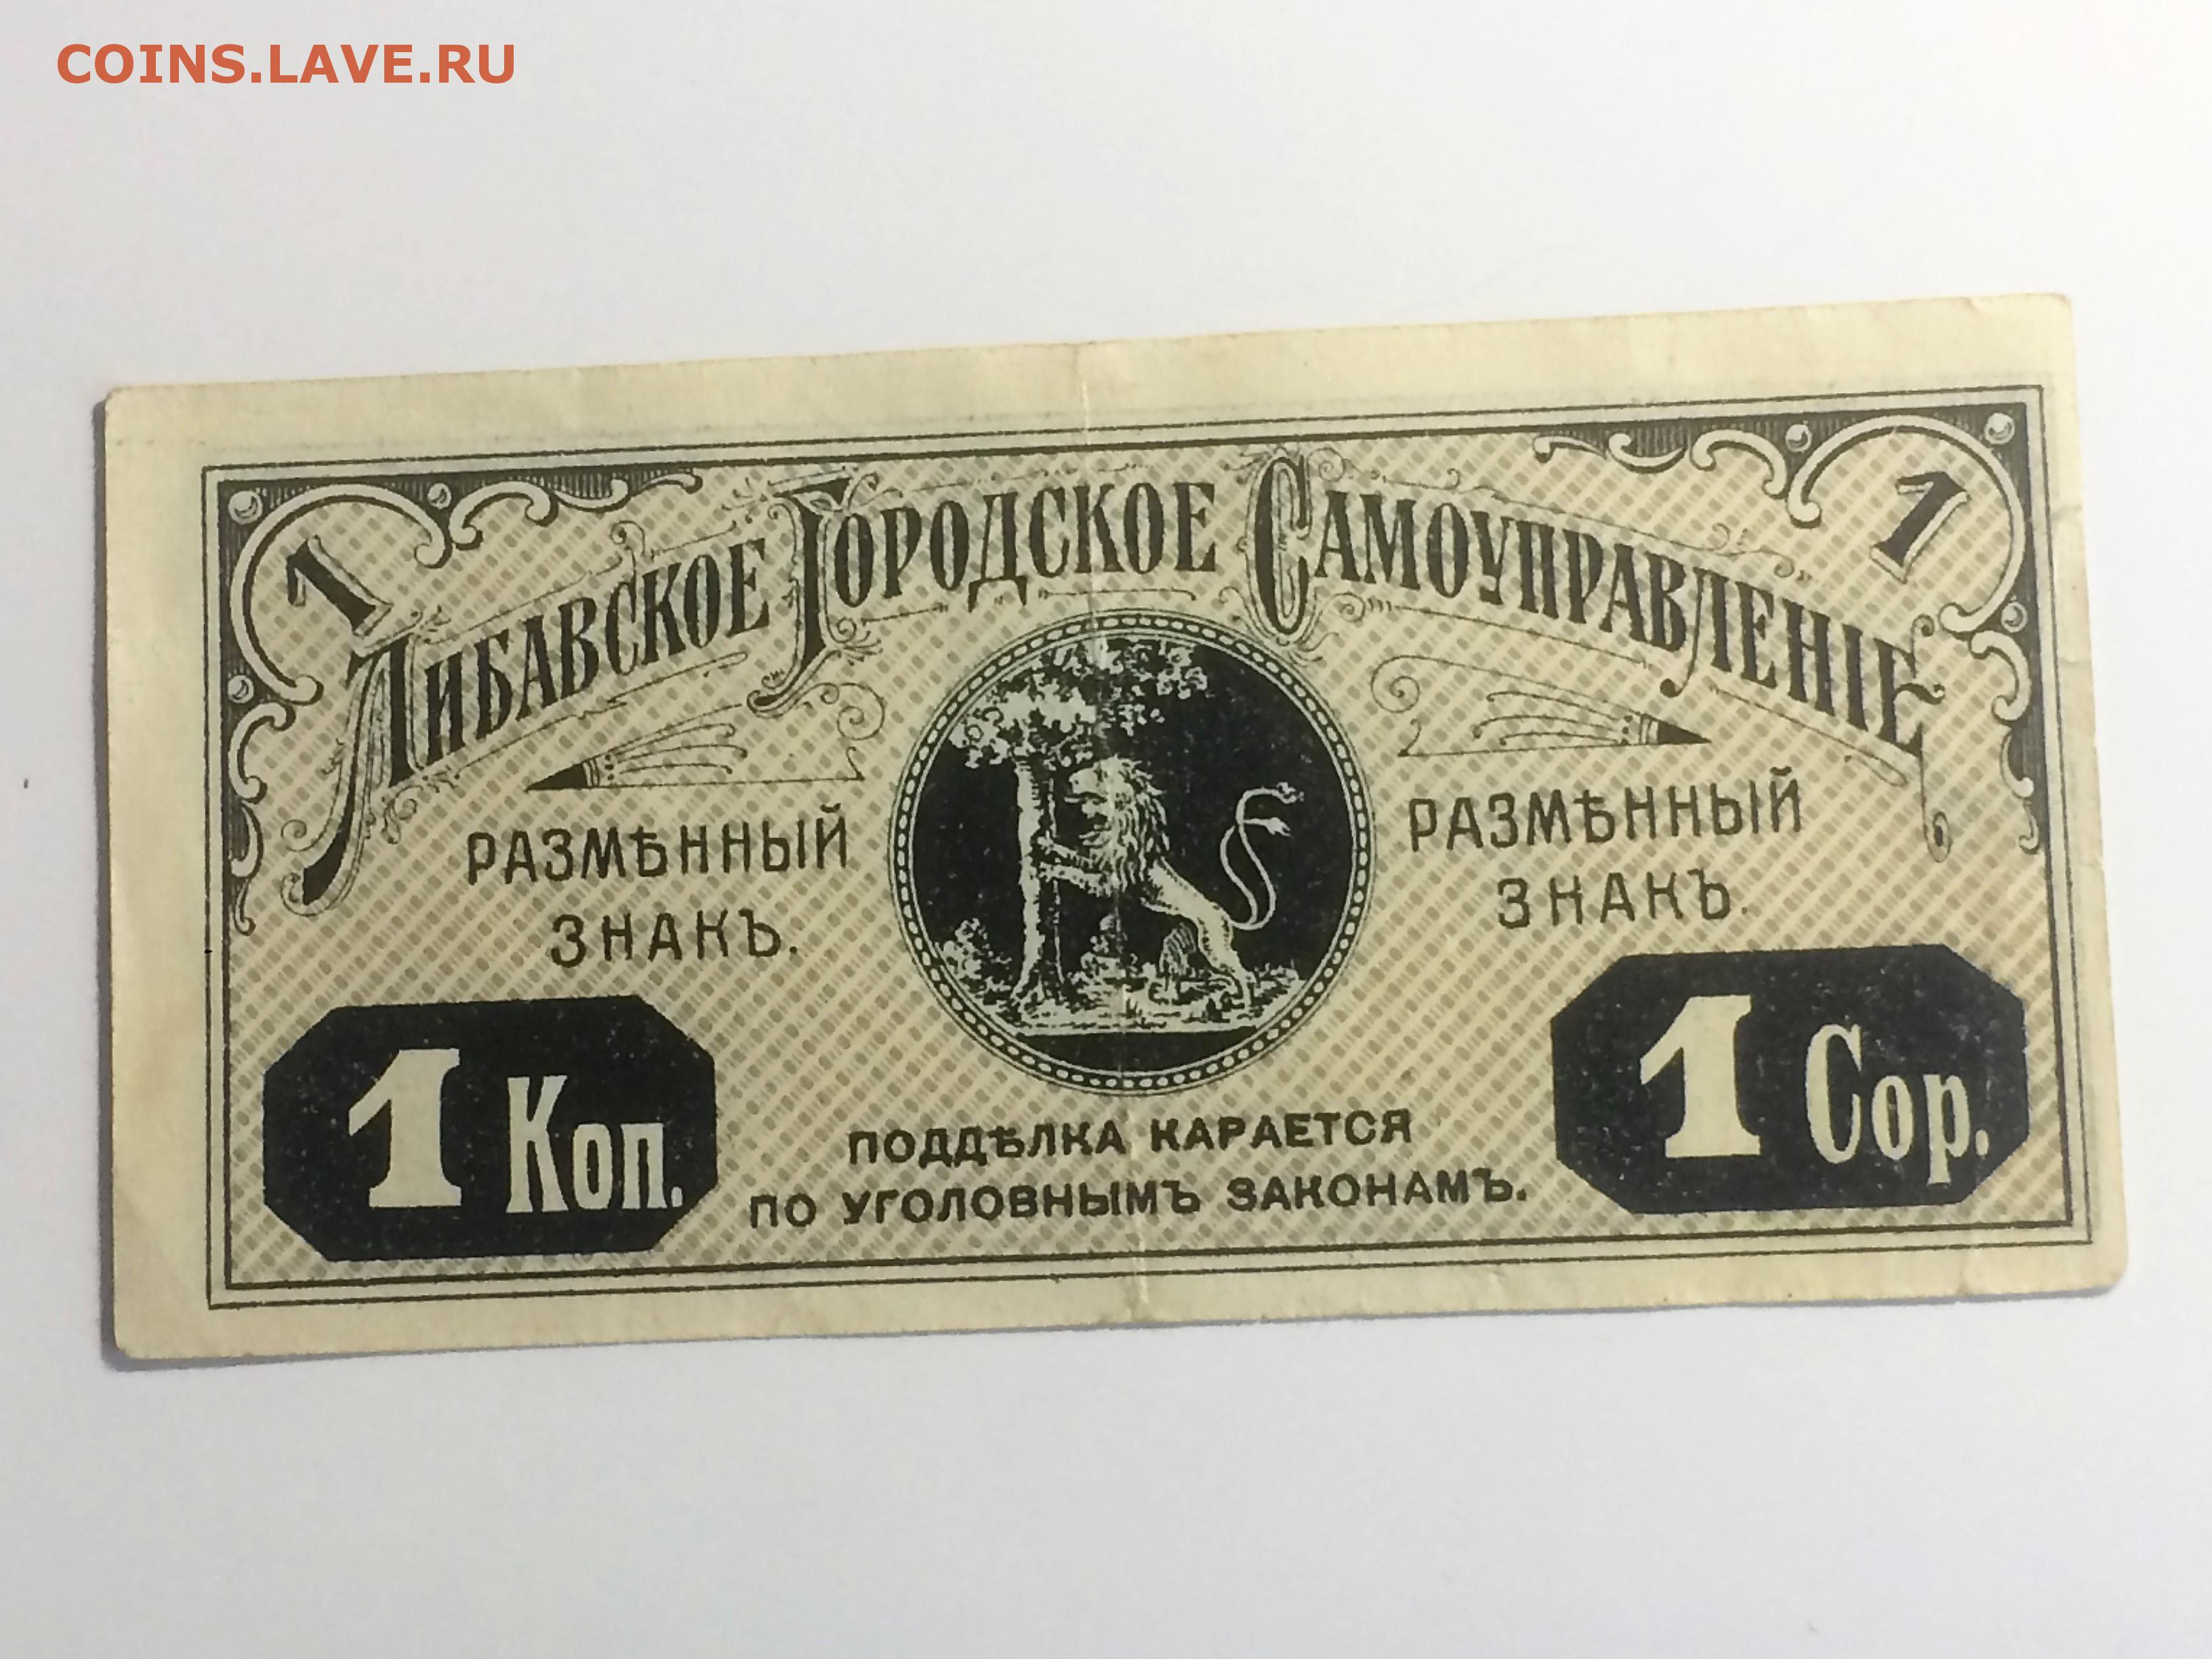 COINS.LAVE.RU
1 1
Либавское Городское Самоуправленіе
РАЗМѢННЫЙ
ЗНАКЪ.
РАЗМѢННЫЙ
ЗНАКЪ.
1 Коп.
1 Cop.
ПОДДѢЛКА КАРАЕТСЯ
ПО УГОЛОВНЫМЪ ЗАКОНАМЪ.